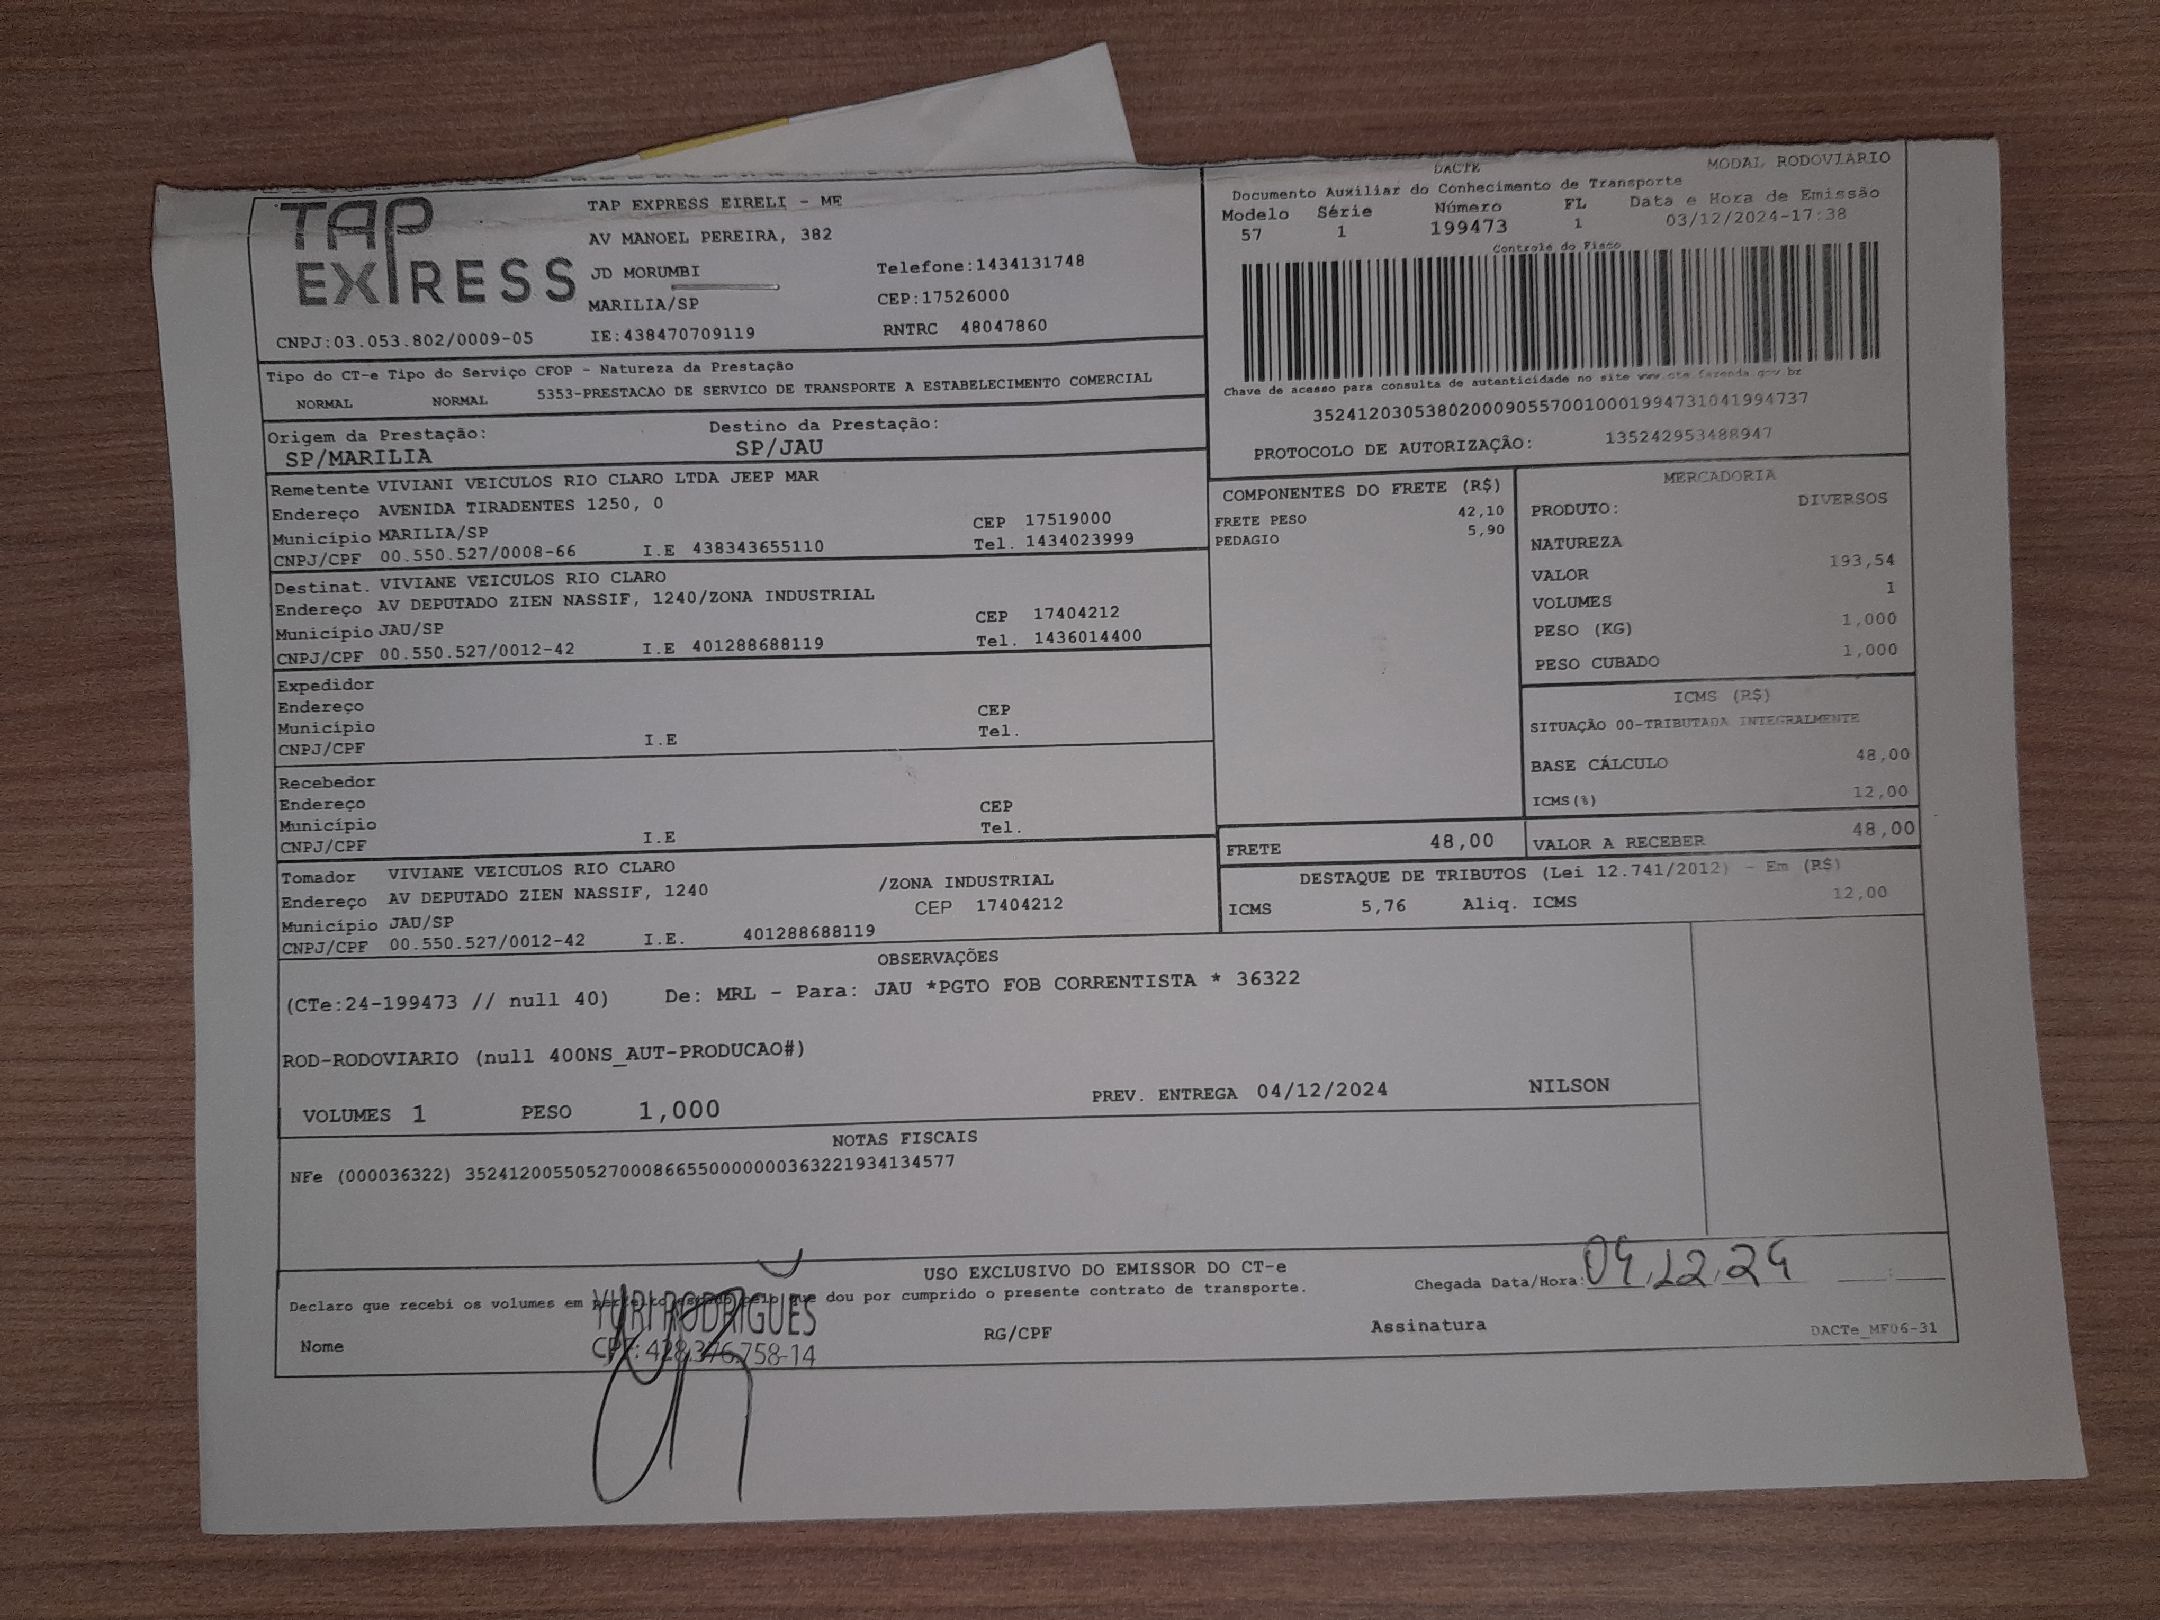 TAP EXPRESS
TAP EXPRESS EIRELI - ME
AV MANOEL PEREIRA, 382
JD MORUMBI Telefone:1434131748
MARILIA/SP CEP:17526000
CNPJ:03.053.802/0009-05 IE:438470709119 RNTRC 48047860
DACTE MODAL RODOVIÁRIO
Documento Auxiliar do Conhecimento de Transporte
Modelo Série Número FL Data e Hora de Emissão
57 1 199473 1 03/12/2024-17:38
Controle do Fisco
Chave de acesso para consulta de autenticidade no site www.cte.fazenda.gov.br
35241203053802000905570010001994731041994737
PROTOCOLO DE AUTORIZAÇÃO: 135242953488947
Tipo do CT-e Tipo do Serviço CFOP - Natureza da Prestação
NORMAL NORMAL 5353-PRESTACAO DE SERVICO DE TRANSPORTE A ESTABELECIMENTO COMERCIAL
Origem da Prestação: Destino da Prestação:
SP/MARILIA SP/JAU
Remetente VIVIANI VEICULOS RIO CLARO LTDA JEEP MAR
Endereço AVENIDA TIRADENTES 1250, 0
Município MARILIA/SP CEP 17519000
CNPJ/CPF 00.550.527/0008-66 I.E 438343655110 Tel. 1434023999
Destinat. VIVIANE VEICULOS RIO CLARO
Endereço AV DEPUTADO ZIEN NASSIF, 1240/ZONA INDUSTRIAL
Município JAU/SP CEP 17404212
CNPJ/CPF 00.550.527/0012-42 I.E 401288688119 Tel. 1436014400
Expedidor
Endereço
Município CEP
CNPJ/CPF I.E Tel.
Recebedor
Endereço
Município CEP
CNPJ/CPF I.E Tel.
Tomador VIVIANE VEICULOS RIO CLARO
Endereço AV DEPUTADO ZIEN NASSIF, 1240 /ZONA INDUSTRIAL
Município JAU/SP CEP 17404212
CNPJ/CPF 00.550.527/0012-42 I.E. 401288688119
COMPONENTES DO FRETE (R$)
FRETE PESO 42,10
PEDAGIO 5,90
MERCADORIA
PRODUTO: DIVERSOS
NATUREZA
VALOR 193,54
VOLUMES 1
PESO (KG) 1,000
PESO CUBADO 1,000
ICMS (R$)
SITUAÇÃO 00-TRIBUTADA INTEGRALMENTE
BASE CÁLCULO 48,00
ICMS(%) 12,00
FRETE 48,00 VALOR A RECEBER 48,00
DESTAQUE DE TRIBUTOS (Lei 12.741/2012) - Em (R$)
ICMS 5,76 Aliq. ICMS 12,00
OBSERVAÇÕES
(CTe:24-199473 // null 40) De: MRL - Para: JAU *PGTO FOB CORRENTISTA * 36322
ROD-RODOVIARIO (null 400NS_AUT-PRODUCAO#)
VOLUMES 1 PESO 1,000 PREV. ENTREGA 04/12/2024 NILSON
NOTAS FISCAIS
NFe (000036322) 35241200550527000866550000000363221934134577
USO EXCLUSIVO DO EMISSOR DO CT-e
Declaro que recebi os volumes em perfeito estado pelo que dou por cumprido o presente contrato de transporte.
Chegada Data/Hora: 04.12.24
YURI RODRIGUES
CPF: 428.376.758-14
Nome RG/CPF Assinatura DACTe_MF06-31